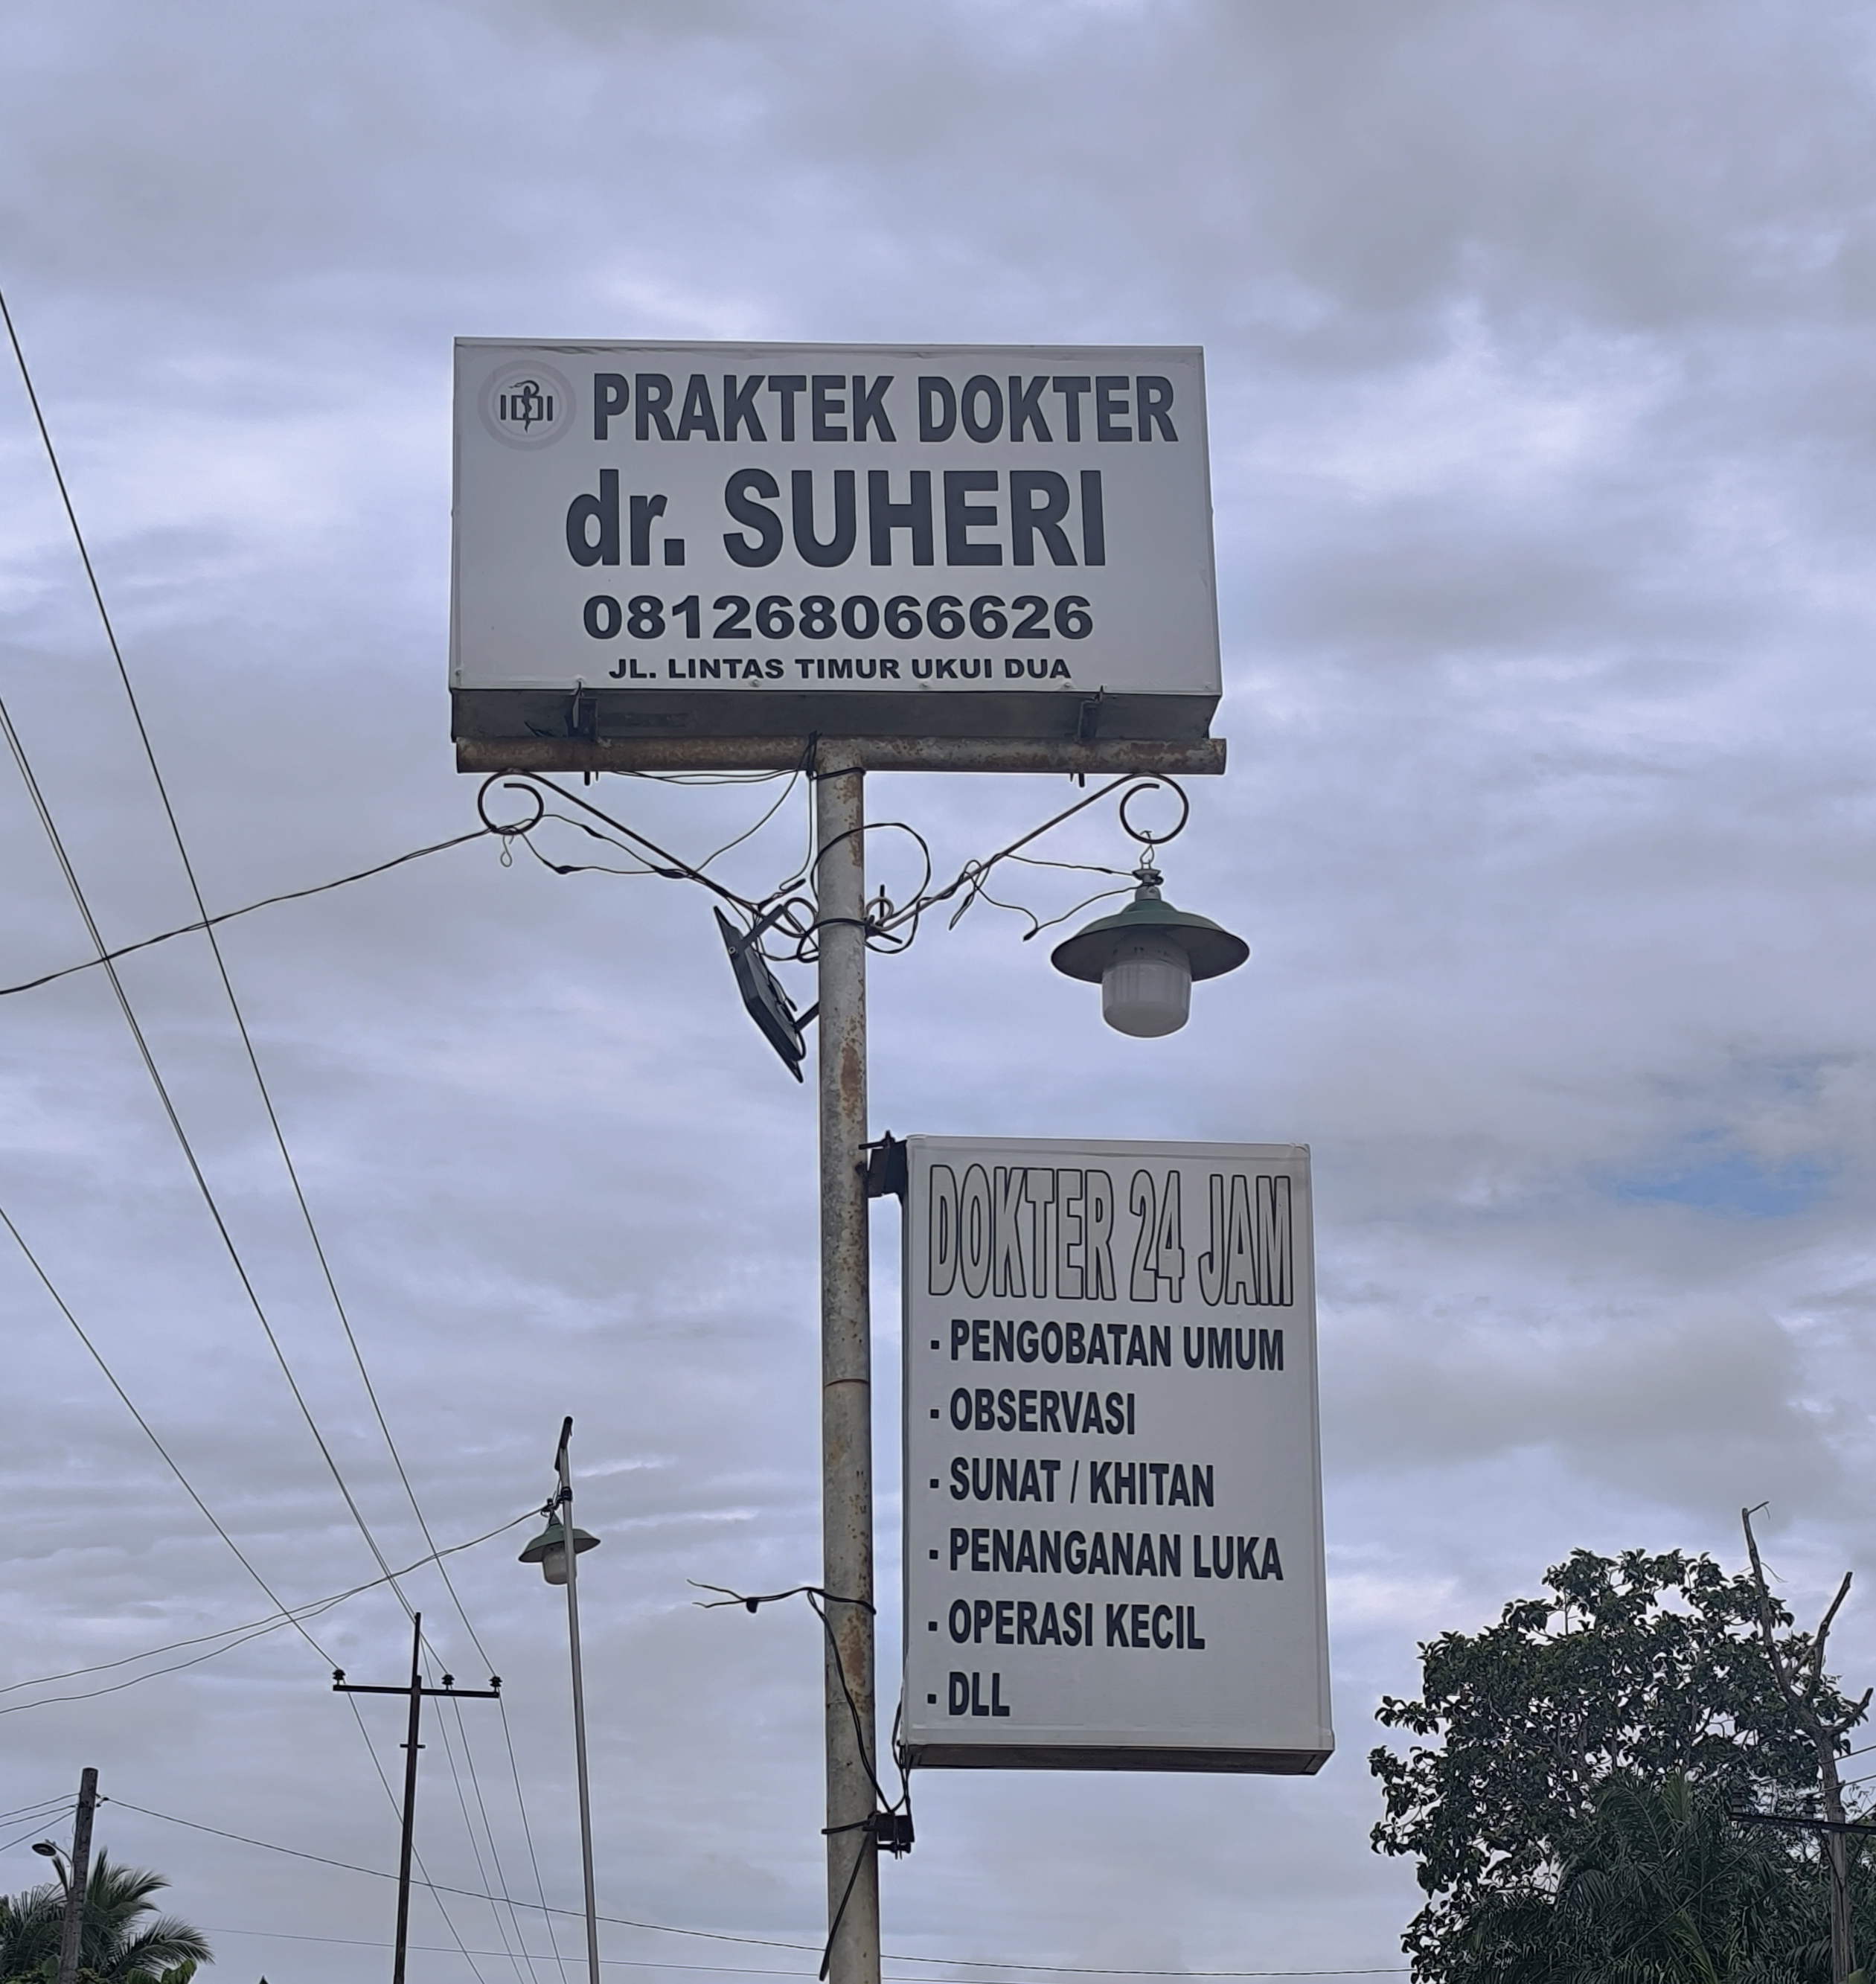 IDI
PRAKTEK DOKTER
dr. SUHERI
081268066626
JL. LINTAS TIMUR UKUI DUA
DOKTER 24 JAM
- PENGOBATAN UMUM
- OBSERVASI
- SUNAT / KHITAN
- PENANGANAN LUKA
- OPERASI KECIL
- DLL